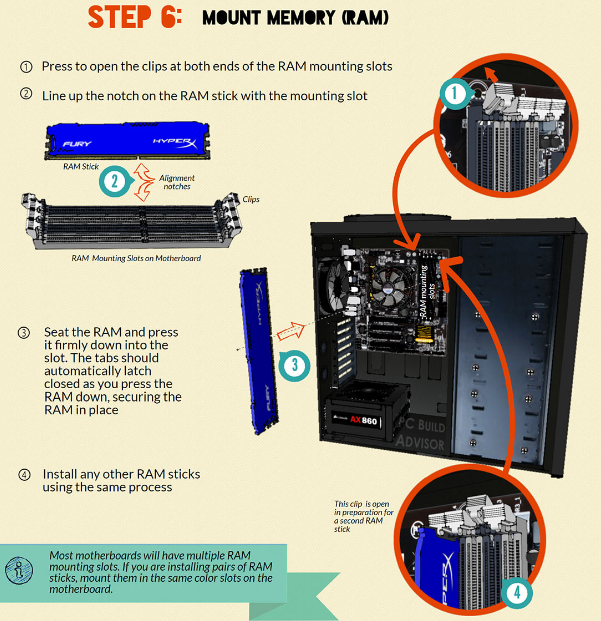 STEP 6: MOUNT MEMORY (RAM)
1 Press to open the clips at both ends of the RAM mounting slots
2 Line up the notch on the RAM stick with the mounting slot
1
FURY HYPERX
RAM Stick
2
Alignment
notches
Clips
RAM Mounting Slots on Motherboard
RAM mounting
slots
HYPERX
FURY
3
3 Seat the RAM and press
it firmly down into the
slot. The tabs should
automatically latch
closed as you press the
RAM down, securing the
RAM in place
AX860
PC BUILD
ADVISOR
4 Install any other RAM sticks
using the same process
This clip is open
in preparation for
a second RAM
stick
HYPERX
4
i
Most motherboards will have multiple RAM
mounting slots. If you are installing pairs of RAM
sticks, mount them in the same color slots on the
motherboard.